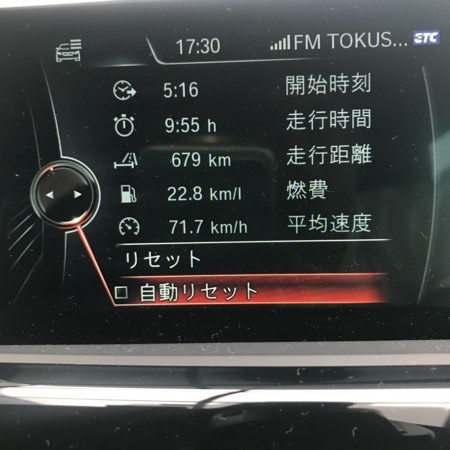 17:30 FM TOKUS... ETC
5:16 開始時刻
9:55 h 走行時間
679 km 走行距離
22.8 km/l 燃費
71.7 km/h 平均速度
リセット
自動リセット